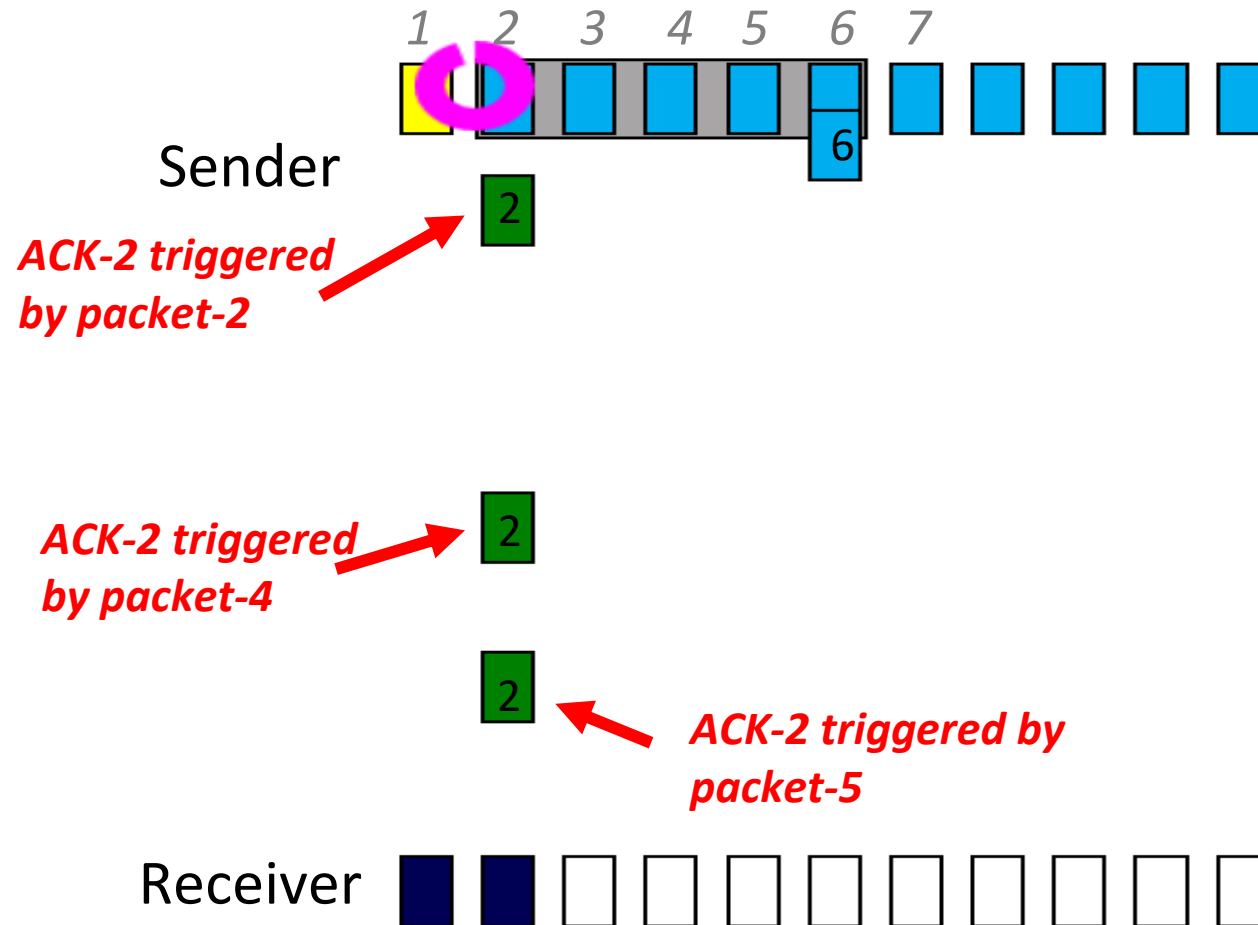 1 2 3 4 5 6 7
6
Sender
2
ACK-2 triggered
by packet-2
2
ACK-2 triggered
by packet-4
2
ACK-2 triggered by
packet-5
Receiver